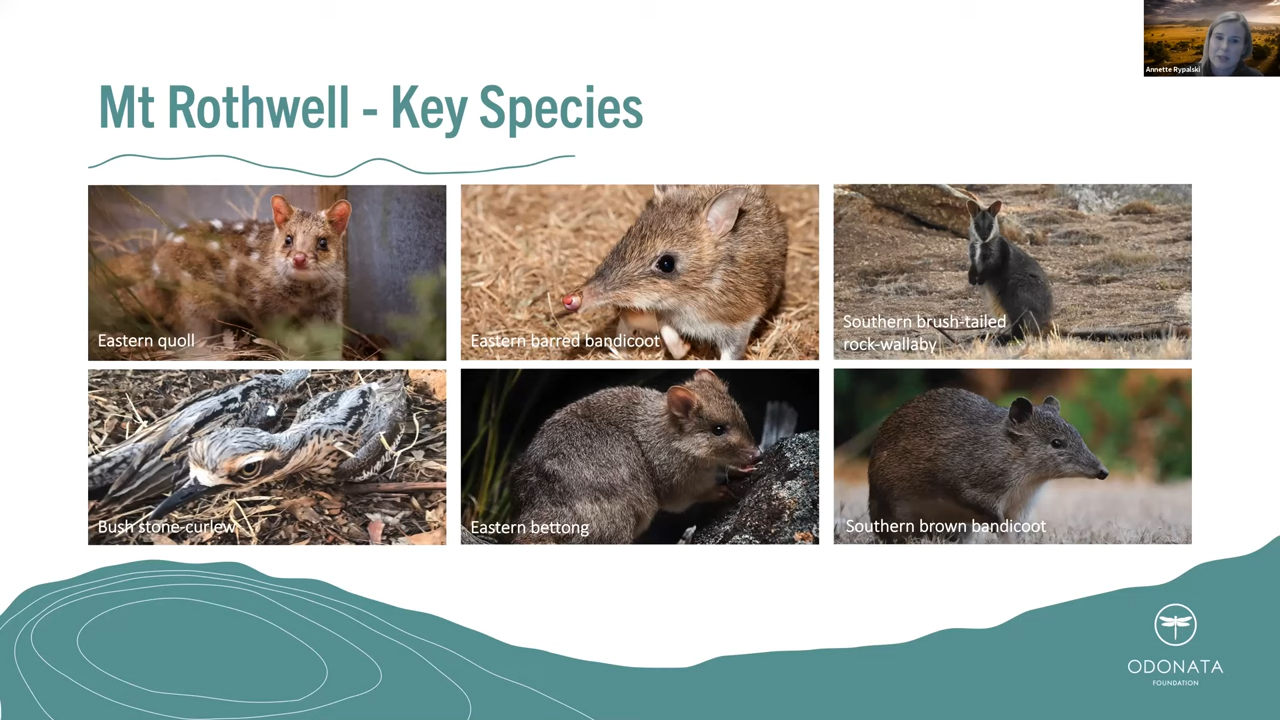 Annette Rypalski
Mt Rothwell - Key Species
Eastern quoll
Eastern barred bandicoot
Southern brush-tailed
rock-wallaby
Bush stone-curlew
Eastern bettong
Southern brown bandicoot
ODONATA
FOUNDATION